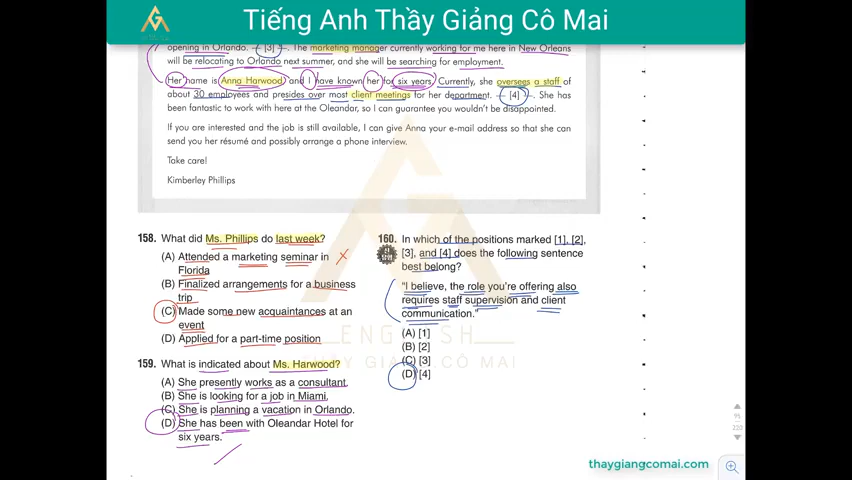 Tiếng Anh Thầy Giảng Cô Mai
opening in Orlando. — [3] —. The marketing manager currently working for me here in New Orleans
will be relocating to Orlando next summer, and she will be searching for employment.
Her name is Anna Harwood, and I have known her for six years. Currently, she oversees a staff of
about 30 employees and presides over most client meetings for her department. — [4] —. She has
been fantastic to work with here at the Oleandar, so I can guarantee you wouldn't be disappointed.
If you are interested and the job is still available, I can give Anna your e-mail address so that she can
send you her résumé and possibly arrange a phone interview.
Take care!
Kimberley Phillips
158. What did Ms. Phillips do last week?
(A) Attended a marketing seminar in
Florida
(B) Finalized arrangements for a business
trip
(C) Made some new acquaintances at an
event
(D) Applied for a part-time position
159. What is indicated about Ms. Harwood?
(A) She presently works as a consultant.
(B) She is looking for a job in Miami.
(C) She is planning a vacation in Orlando.
(D) She has been with Oleandar Hotel for
six years.
160. In which of the positions marked [1], [2],
[3], and [4] does the following sentence
best belong?
"I believe, the role you're offering also
requires staff supervision and client
communication."
(A) [1]
(B) [2]
(C) [3]
(D) [4]
ENGLISH
THẦY GIẢNG CÔ MAI
thaygiangcomai.com